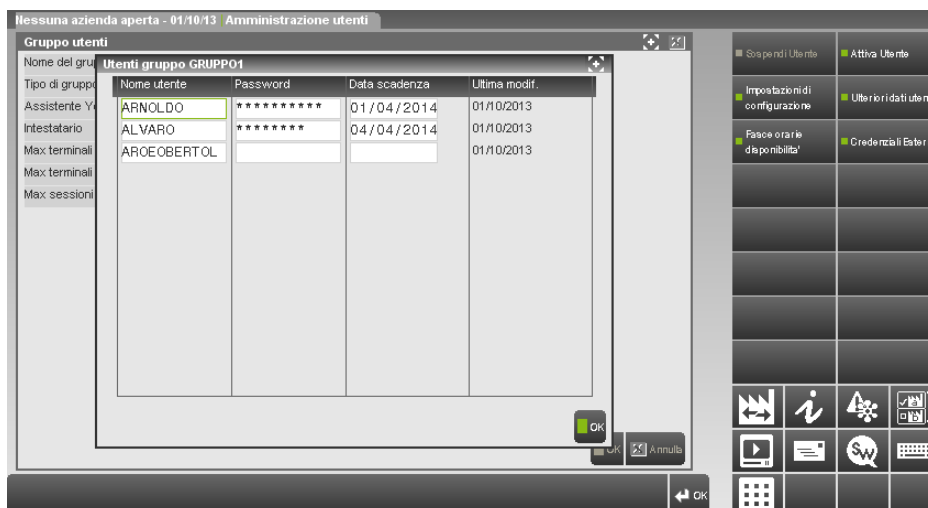 Nessuna azienda aperta - 01/10/13 Amministrazione utenti
Gruppo utenti
Nome del gru
Tipo di gruppo
Assistente Y
Intestatario
Max terminali
Max terminali
Max sessioni
Utenti gruppo GRUPPO1
Nome utente Password Data scadenza Ultima modif.
ARNOLDO ********** 01/04/2014 01/10/2013
ALVARO ******** 04/04/2014 01/10/2013
AROEOBERTOL 01/10/2013
OK
OK Annulla
OK
Sospendi Utente Attiva Utente
Impostazioni di configurazione Ulteriori dati uten
Fasce orarie disponibilita' Credenziali Ester
i
SW